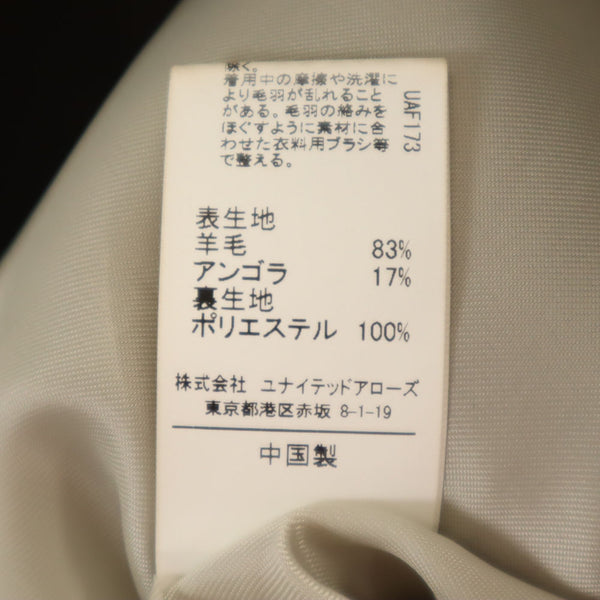 除く。
着用中の摩擦や洗濯に
より毛羽が乱れること
がある。毛羽の絡みを
ほぐすように素材に合
わせた衣料用ブラシ等
で整える。
UAF173
表生地
羊毛 83%
アンゴラ 17%
裏生地
ポリエステル 100%
株式会社 ユナイテッドアローズ
東京都港区赤坂 8-1-19
中国製